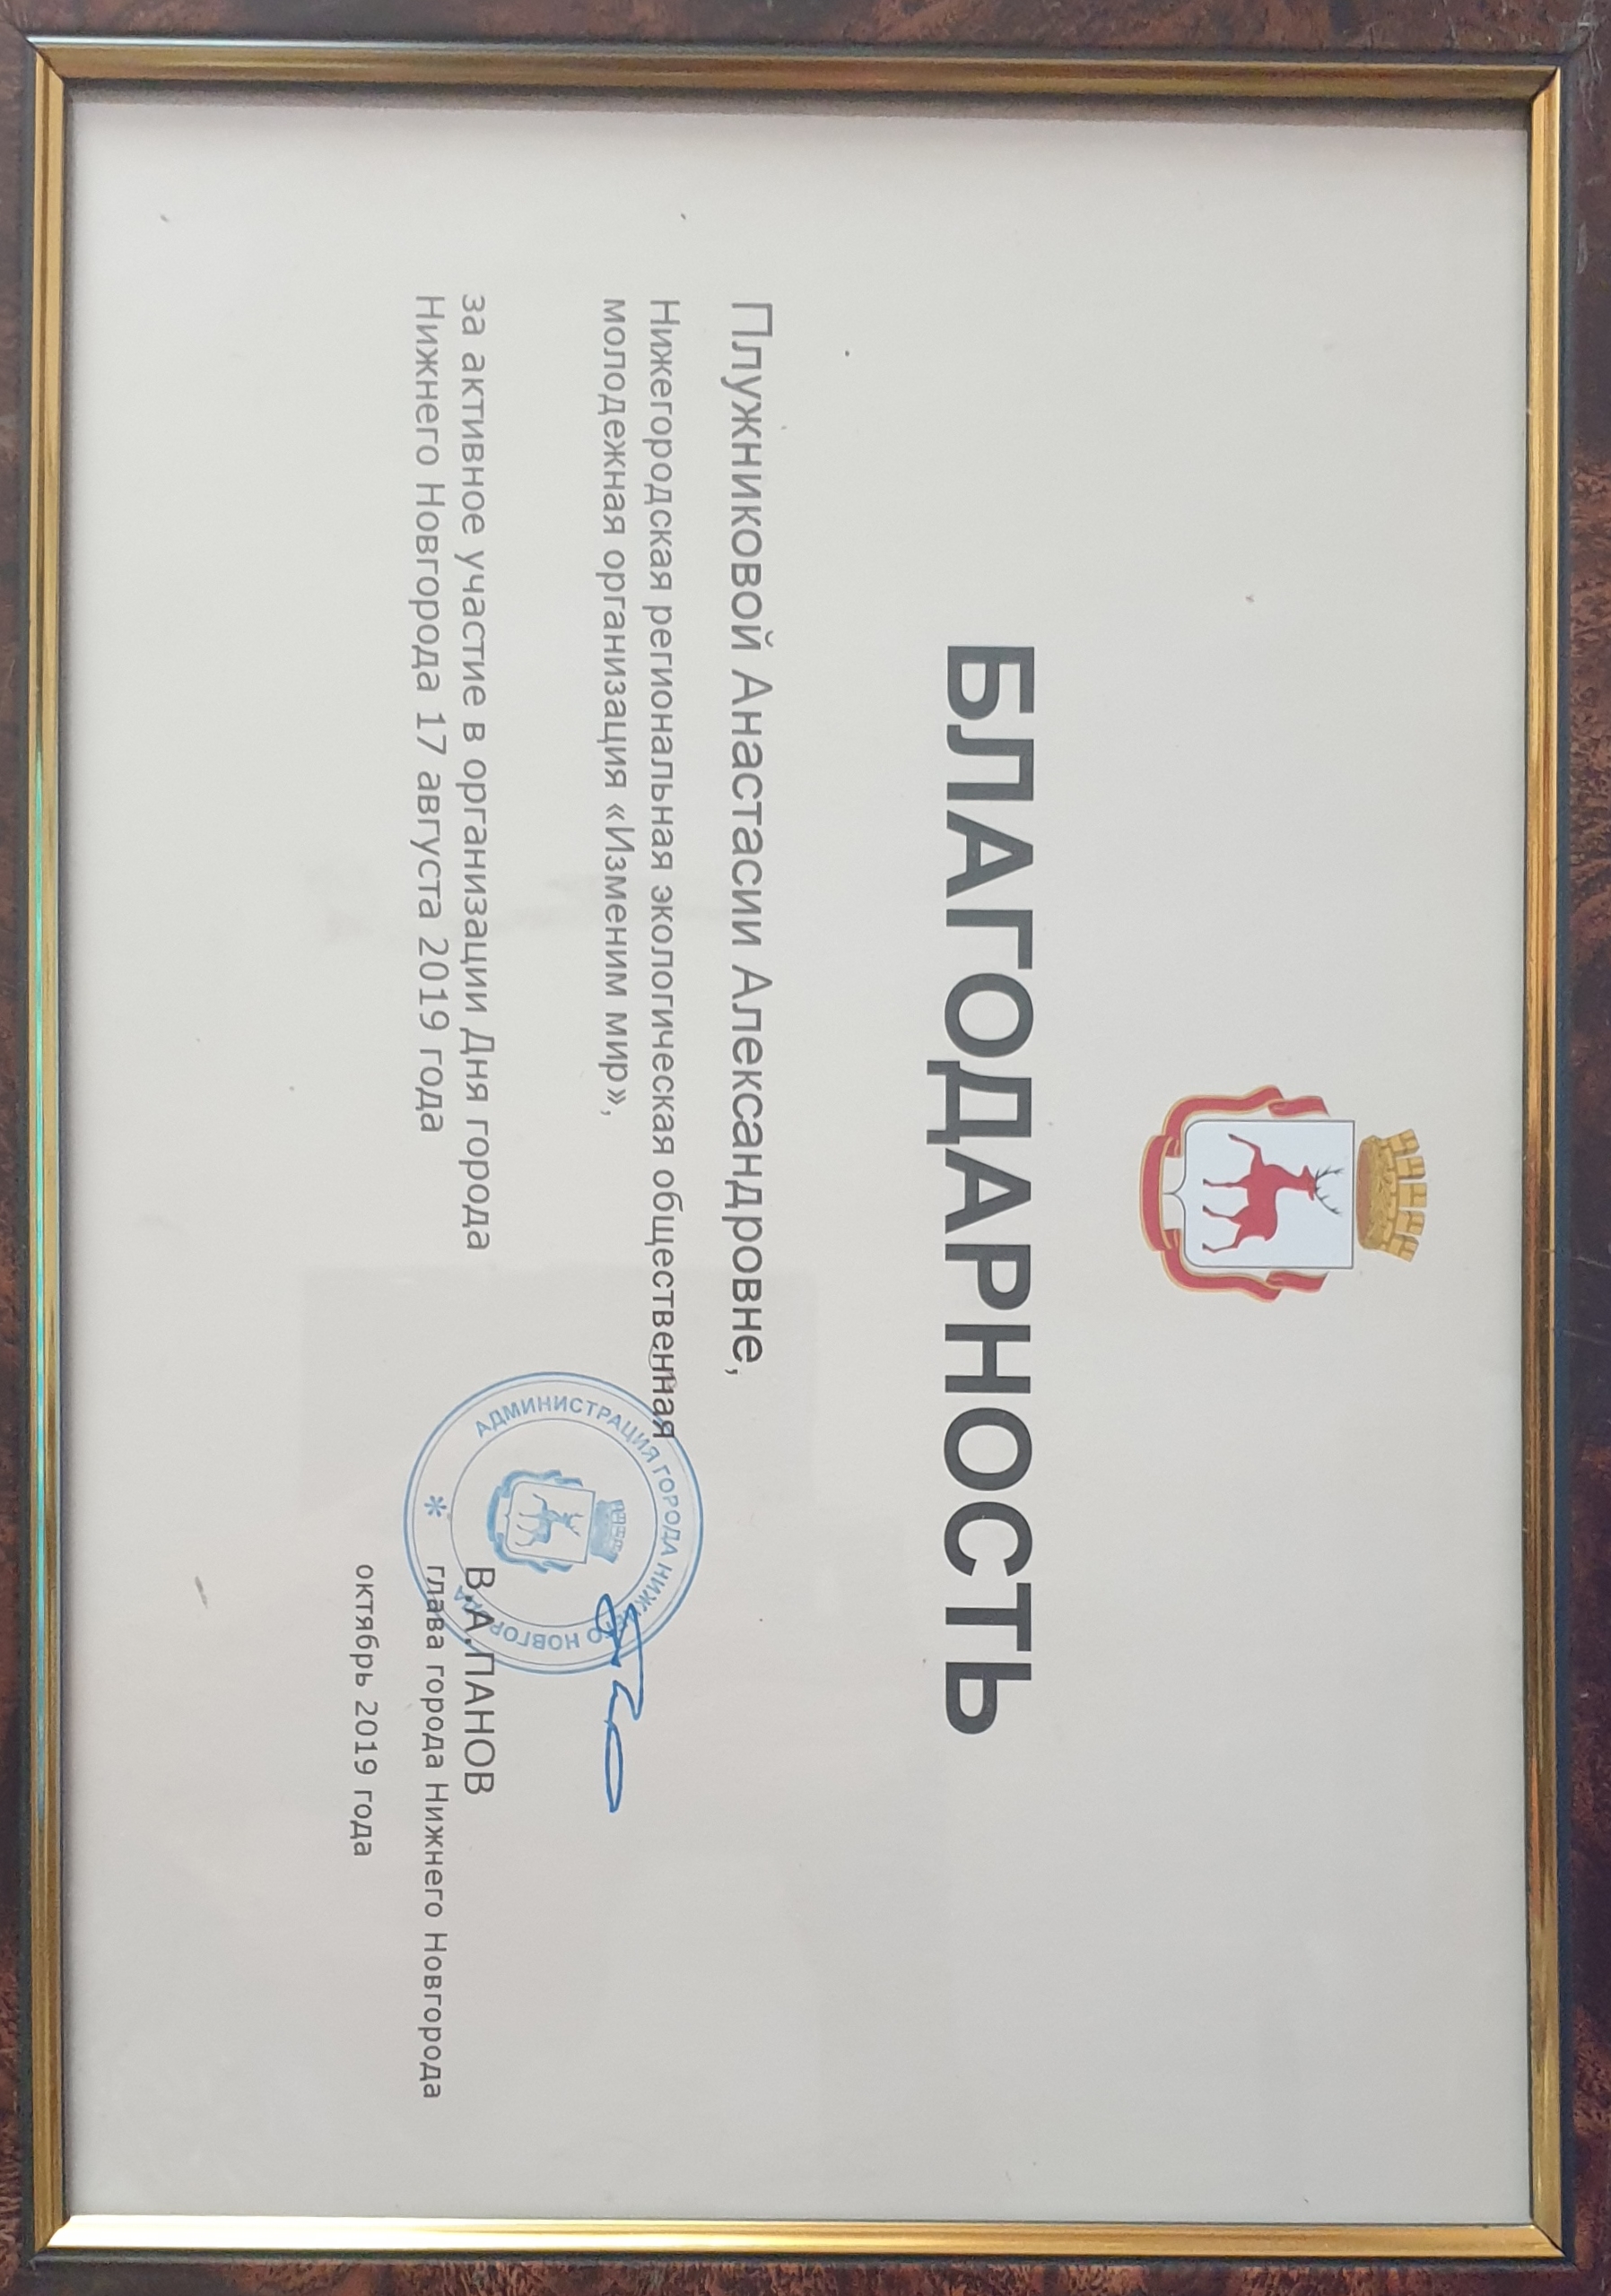 БЛАГОДАРНОСТЬ
Плужниковой Анастасии Александровне,
Нижегородская региональная экологическая общественная
молодежная организация «Изменим мир»,
за активное участие в организации Дня города
Нижнего Новгорода 17 августа 2019 года
АДМИНИСТРАЦИЯ ГОРОДА НИЖНЕГО НОВГОРОДА
*
В.А.ПАНОВ
глава города Нижнего Новгорода
октябрь 2019 года